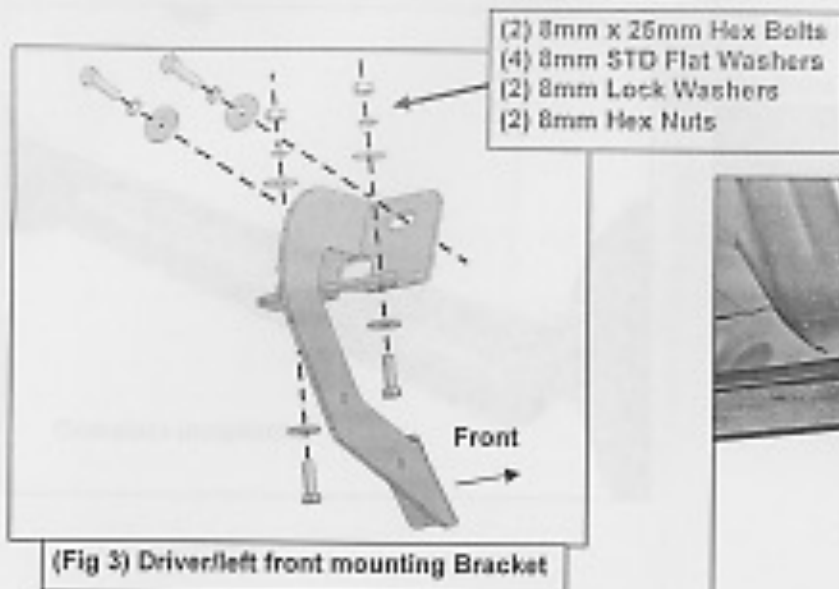 (2) 8mm x 25mm Hex Bolts
(4) 8mm STD Flat Washers
(2) 8mm Lock Washers
(2) 8mm Hex Nuts
Front
(Fig 3) Driver/left front mounting Bracket